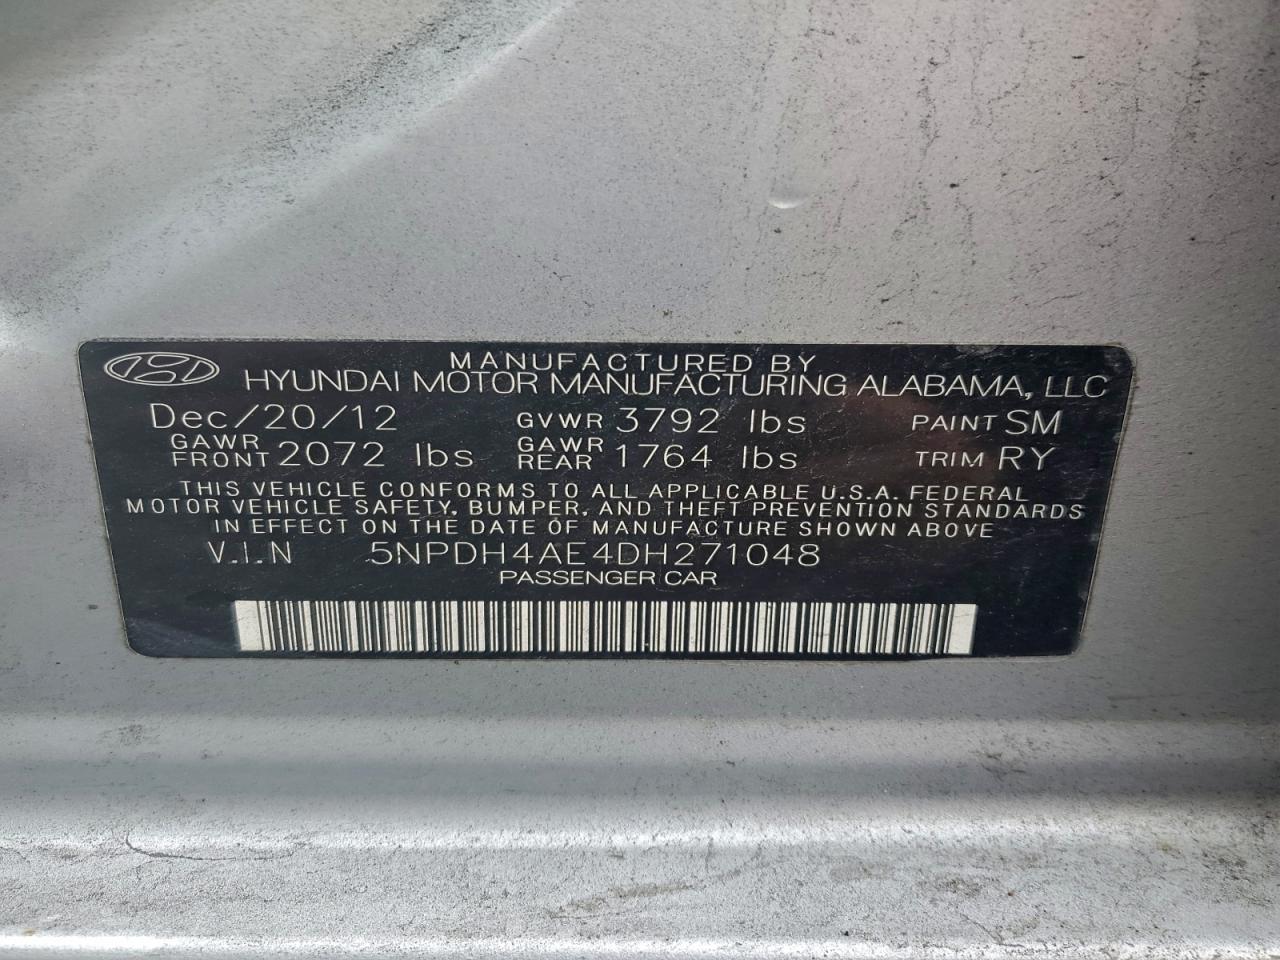 MANUFACTURED BY
HYUNDAI MOTOR MANUFACTURING ALABAMA, LLC
Dec/20/12 GVWR 3792 lbs PAINT SM
GAWR FRONT 2072 lbs GAWR REAR 1764 lbs TRIM RY
THIS VEHICLE CONFORMS TO ALL APPLICABLE U.S.A. FEDERAL
MOTOR VEHICLE SAFETY, BUMPER, AND THEFT PREVENTION STANDARDS
IN EFFECT ON THE DATE OF MANUFACTURE SHOWN ABOVE
V.I.N 5NPDH4AE4DH271048
PASSENGER CAR